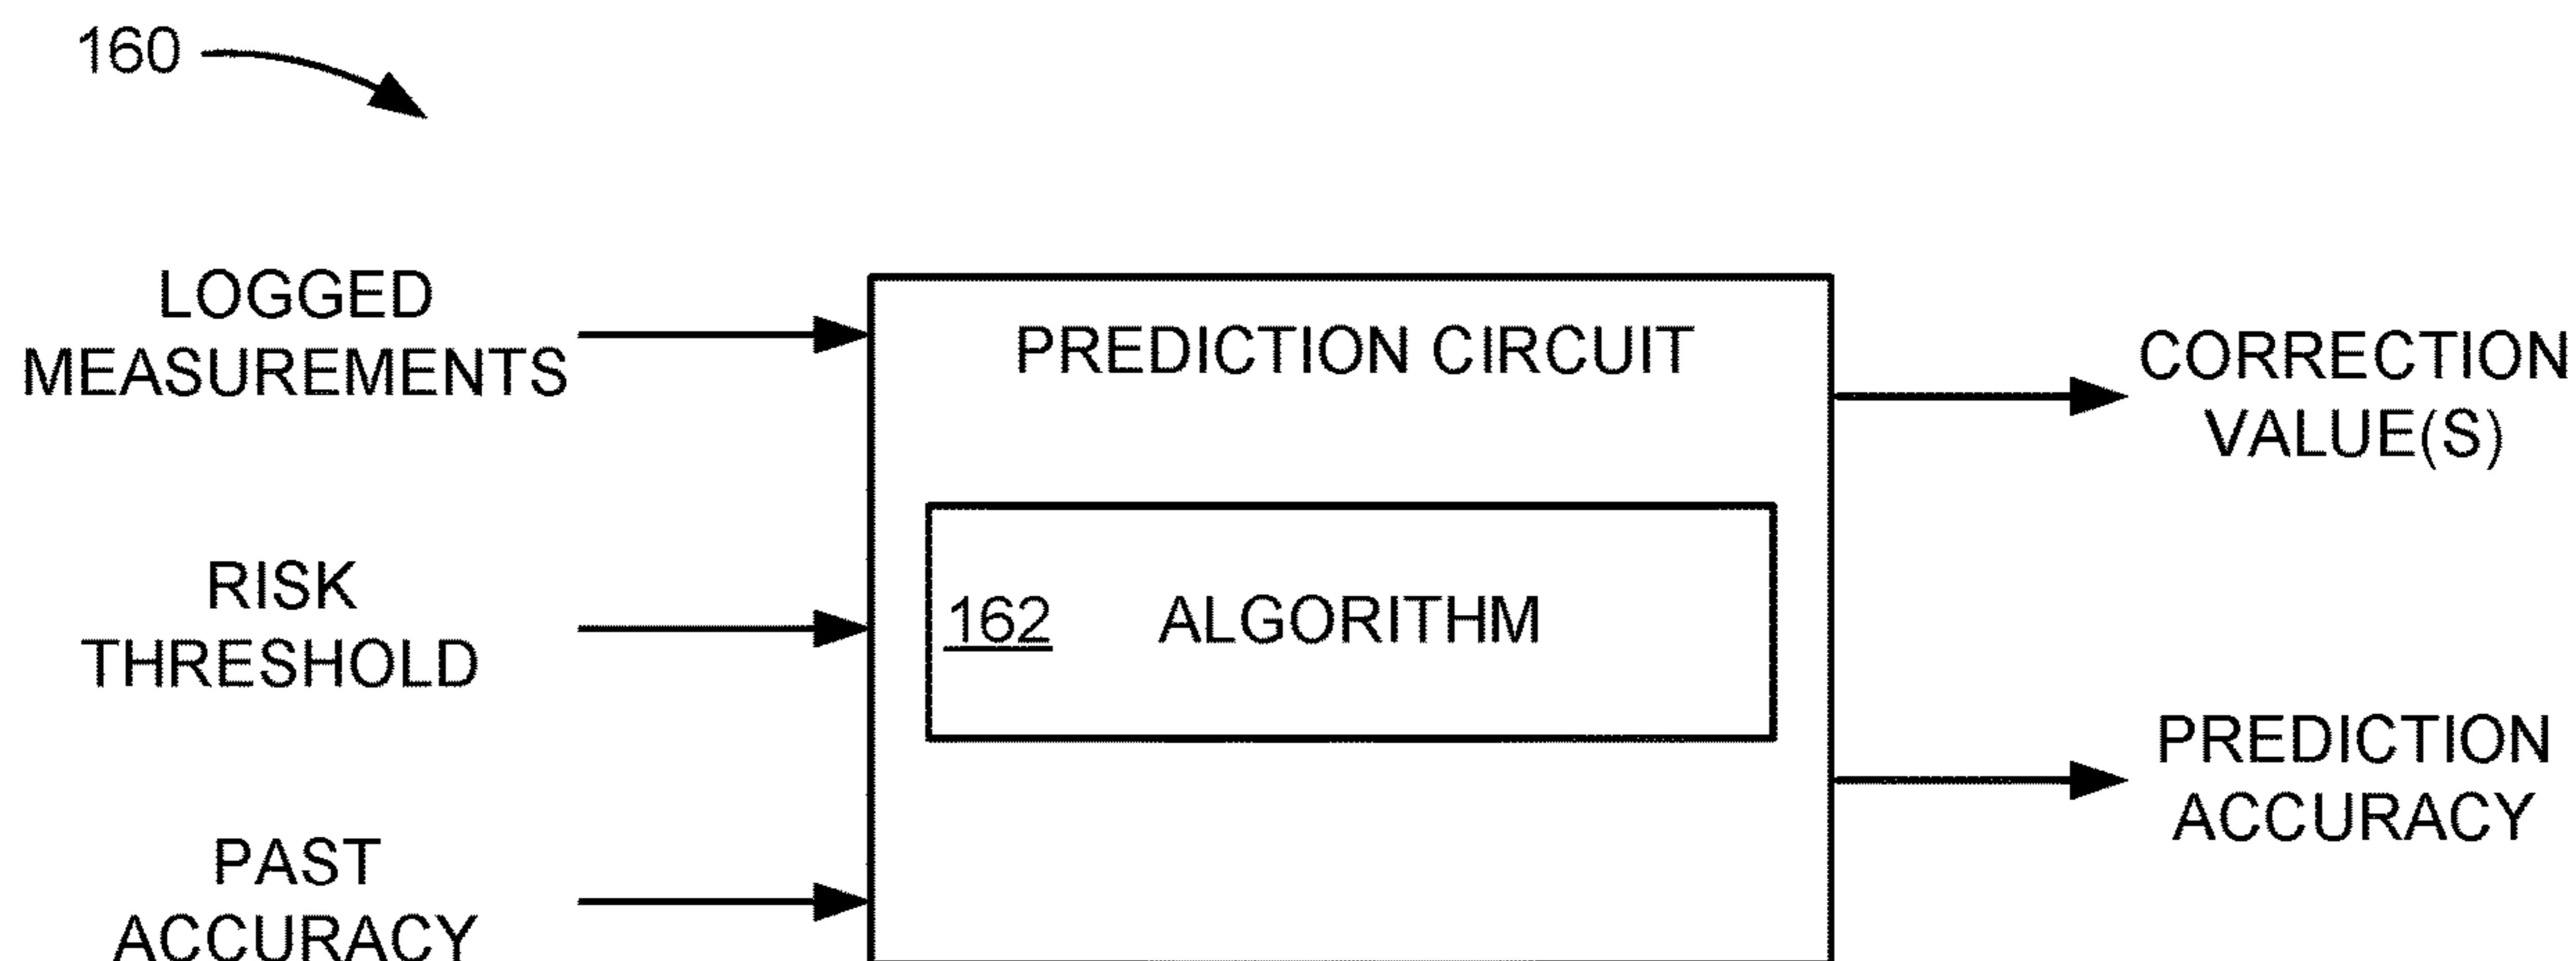 160
LOGGED
MEASUREMENTS
RISK
THRESHOLD
PAST
ACCURACY
PREDICTION CIRCUIT
162 ALGORITHM
CORRECTION
VALUE(S)
PREDICTION
ACCURACY